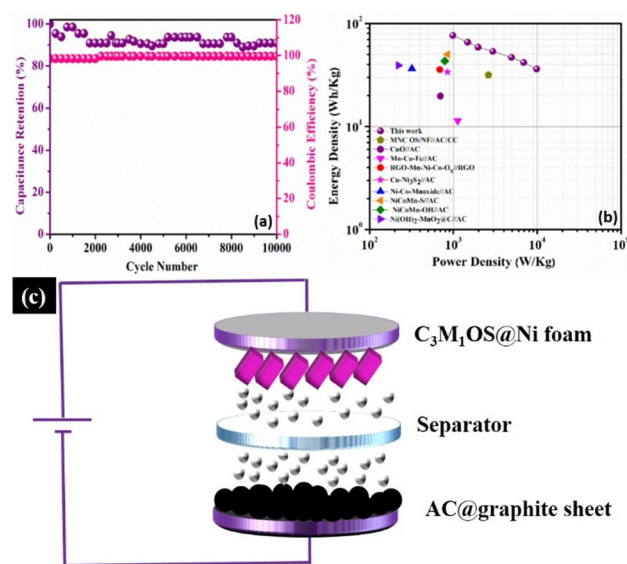 Capacitance Retention (%)
100
80
60
40
20
0
0
2000
4000
6000
8000
10000
Cycle Number
120
100
80
60
40
20
0
Coulombic Efficiency (%)
(a)
Energy Density (Wh/Kg)
10²
10¹
10⁰
This work
MNC OS/NF//AC/CC
CuO//AC
Mn-Co-Fe//AC
RGO-Mn-Ni-Co-Oₓ//RGO
Cu-Ni₃S₂//AC
Ni-Co-Mnoxide//AC
NiCoMn-S//AC
NiCoMn-OH//AC
Ni(OH)₂-MnO₂@C//AC
(b)
10²
10³
10⁴
10⁵
Power Density (W/Kg)
(c)
C₃M₁OS@Ni foam
Separator
AC@graphite sheet